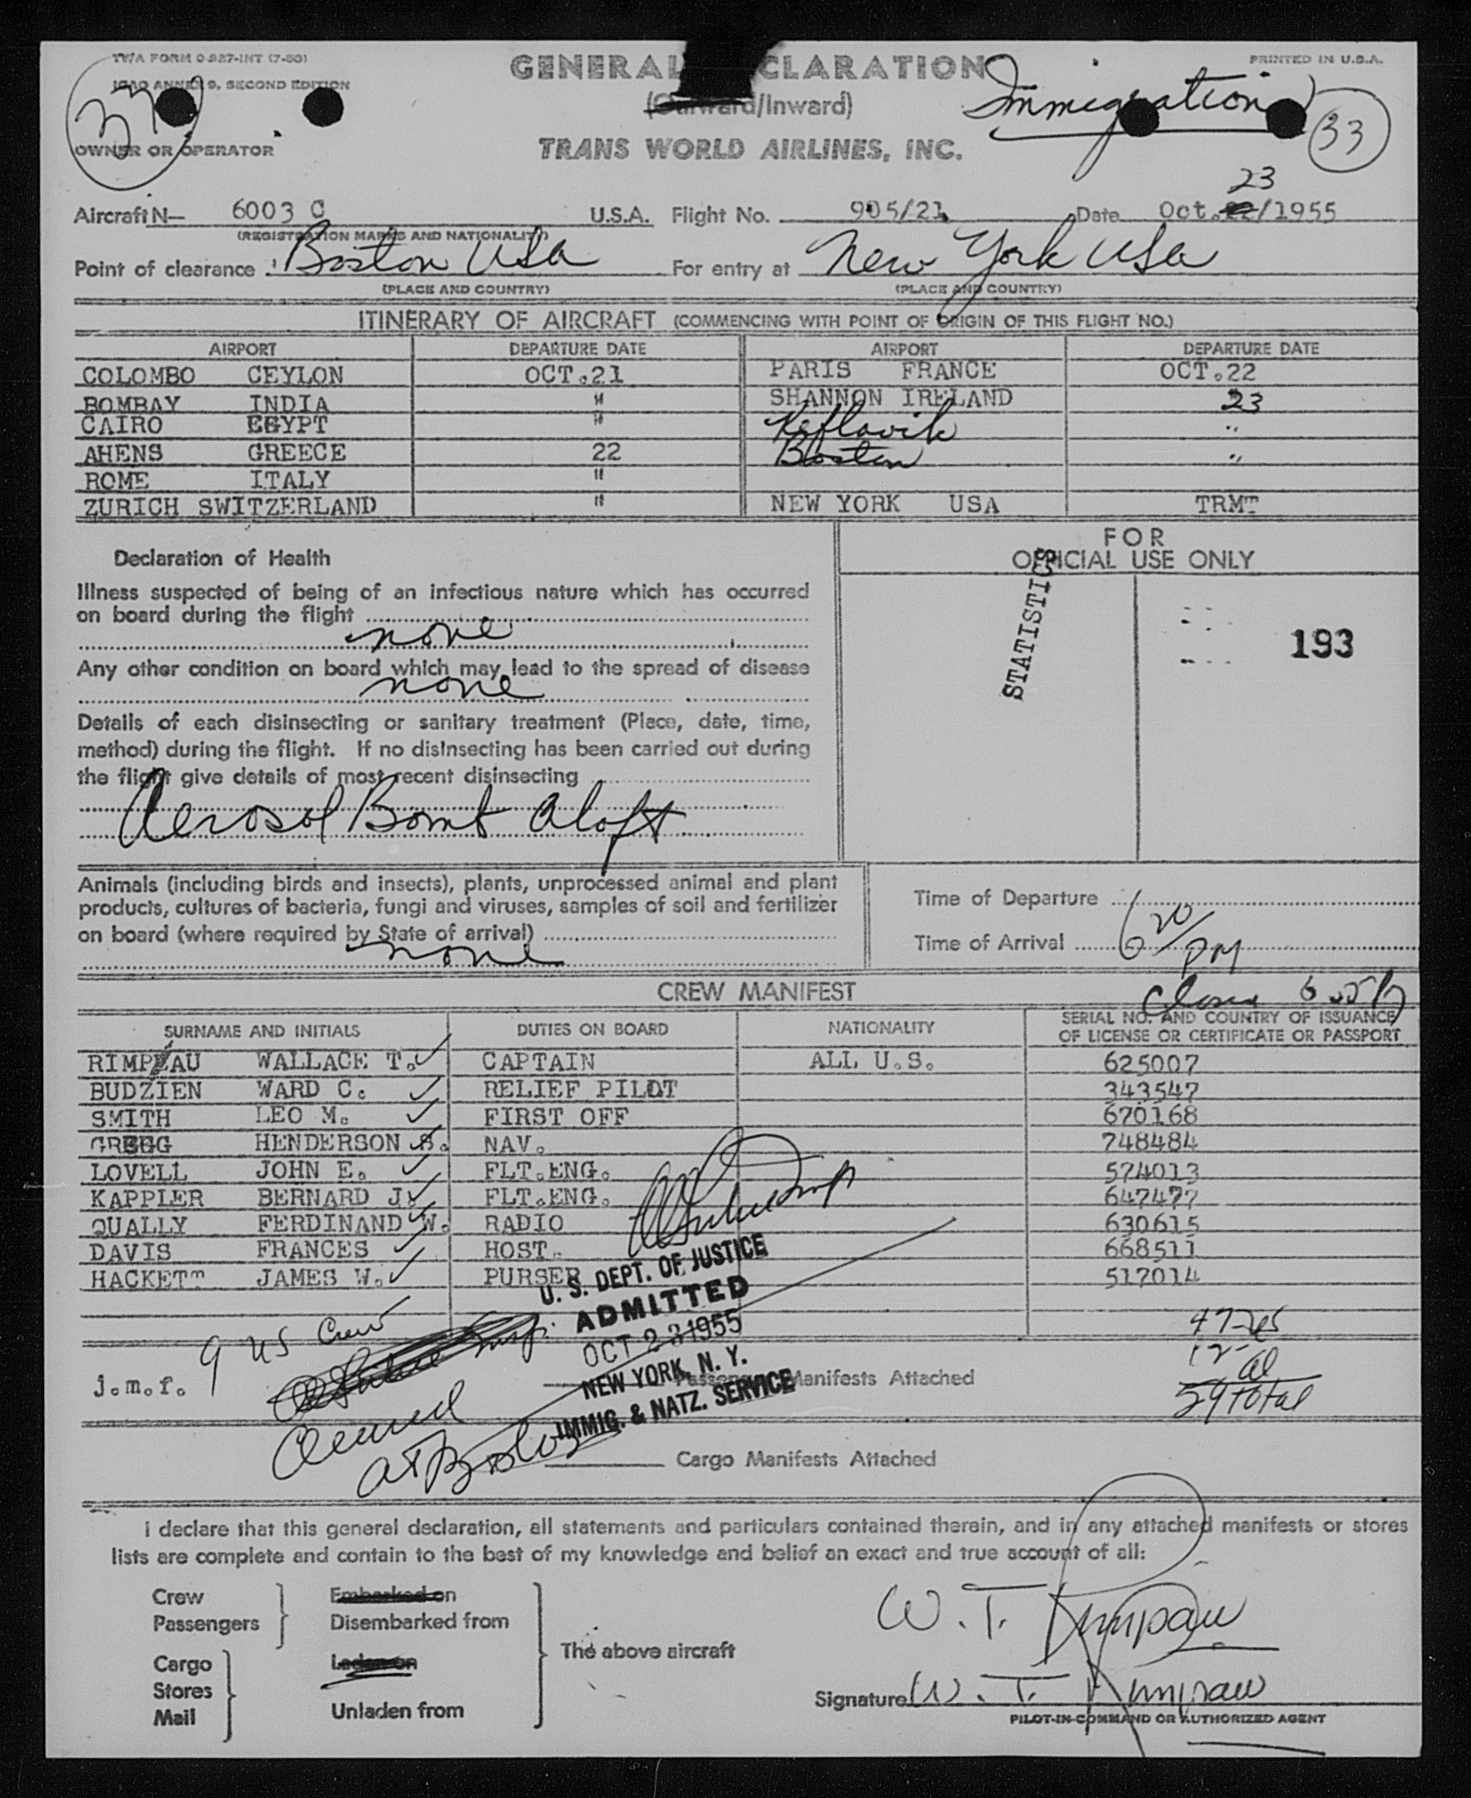 TWA FORM O-927-INT (7-50)
ICAO ANNEX 9, SECOND EDITION
GENERAL DECLARATION
(Outward/Inward)
TRANS WORLD AIRLINES, INC.
PRINTED IN U.S.A.
Immigration
33
OWNER OR OPERATOR
23
Aircraft N— 6003 C U.S.A. Flight No. 905/21 Date Oct. 22/1955
(REGISTRATION MARKS AND NATIONALITY)
Point of clearance Boston USA For entry at New York USA
(PLACE AND COUNTRY) (PLACE AND COUNTRY)
ITINERARY OF AIRCRAFT (COMMENCING WITH POINT OF ORIGIN OF THIS FLIGHT NO.)
AIRPORT DEPARTURE DATE AIRPORT DEPARTURE DATE
COLOMBO CEYLON OCT.21 PARIS FRANCE OCT.22
BOMBAY INDIA " SHANNON IRELAND 23
CAIRO EGYPT " Keflavik "
AHENS GREECE 22 Boston "
ROME ITALY "
ZURICH SWITZERLAND " NEW YORK USA TRMT
FOR
OFFICIAL USE ONLY
STATISTICS
193
Declaration of Health
Illness suspected of being of an infectious nature which has occurred
on board during the flight
none
Any other condition on board which may lead to the spread of disease
none
Details of each disinsecting or sanitary treatment (Place, date, time,
method) during the flight. If no disinsecting has been carried out during
the flight give details of most recent disinsecting
Aerosol Bomb aloft
Animals (including birds and insects), plants, unprocessed animal and plant
products, cultures of bacteria, fungi and viruses, samples of soil and fertilizer
on board (where required by State of arrival)
none
Time of Departure
Time of Arrival 6 20/PM
CREW MANIFEST
SURNAME AND INITIALS DUTIES ON BOARD NATIONALITY SERIAL NO. AND COUNTRY OF ISSUANCE
OF LICENSE OR CERTIFICATE OR PASSPORT
RIMPEAU WALLACE T. CAPTAIN ALL U.S. 625007
BUDZIEN WARD C. RELIEF PILOT 343547
SMITH LEO M. FIRST OFF 670168
GREGG HENDERSON B. NAV. 748484
LOVELL JOHN E. FLT.ENG. 574013
KAPPLER BERNARD J. FLT.ENG. 647477
QUALLY FERDINAND W. RADIO 630615
DAVIS FRANCES HOST. 668511
HACKETT JAMES W. PURSER 517014
U. S. DEPT. OF JUSTICE
ADMITTED
OCT 23 1955
NEW YORK, N. Y.
IMMIG. & NATZ. SERVICE
9 US Crew
j.m.f.
Passenger Manifests Attached
59 total
Cleared
at Boston
Cargo Manifests Attached
I declare that this general declaration, all statements and particulars contained therein, and in any attached manifests or stores
lists are complete and contain to the best of my knowledge and belief an exact and true account of all:
Crew Embarked on
Passengers Disembarked from
The above aircraft
Cargo Laden on
Stores
Mail Unladen from
W. T. Rimpau
Signature W. T. Rimpau
PILOT-IN-COMMAND OR AUTHORIZED AGENT